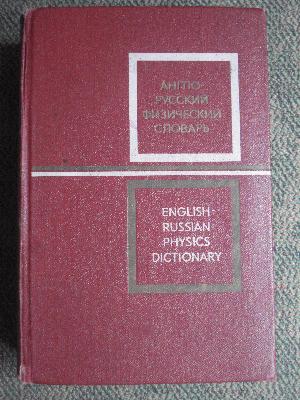 АНГЛО-
РУССКИЙ
ФИЗИЧЕСКИЙ
СЛОВАРЬ
ENGLISH-
RUSSIAN
PHYSICS
DICTIONARY